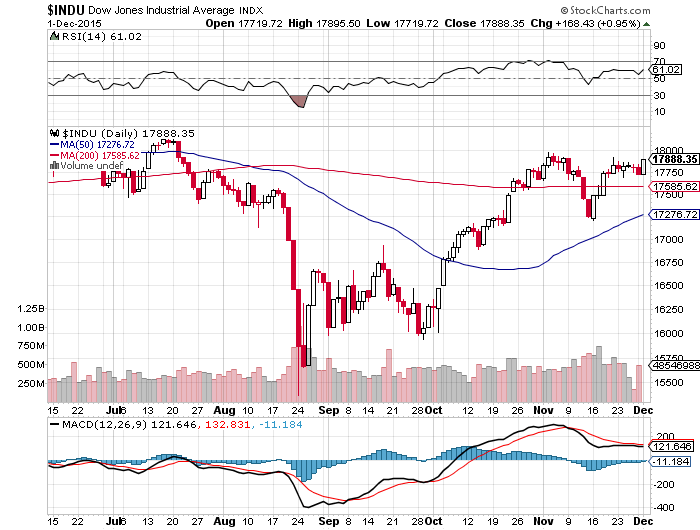 $INDU Dow Jones Industrial Average INDX © StockCharts.com
1-Dec-2015 Open 17719.72 High 17895.50 Low 17719.72 Close 17888.35 Chg +168.43 (+0.95%)
RSI(14) 61.02
90
70
61.02
50
30
10
$INDU (Daily) 17888.35
MA(50) 17276.72
MA(200) 17585.62
Volume undef
18000
17888.35
17750
17585.62
17500
17276.72
17000
16750
16500
16250
16000
15750
15500
1.25B
1.00B
750M
500M
250M
48546988
15 22 Jul 6 13 20 27 Aug 10 17 24 Sep 8 14 21 28 Oct 12 19 26 Nov 9 16 23 Dec
MACD(12,26,9) 121.646, 132.831, -11.184
200
121.646
-11.184
-200
-400
15 22 Jul 6 13 20 27 Aug 10 17 24 Sep 8 14 21 28 Oct 12 19 26 Nov 9 16 23 Dec